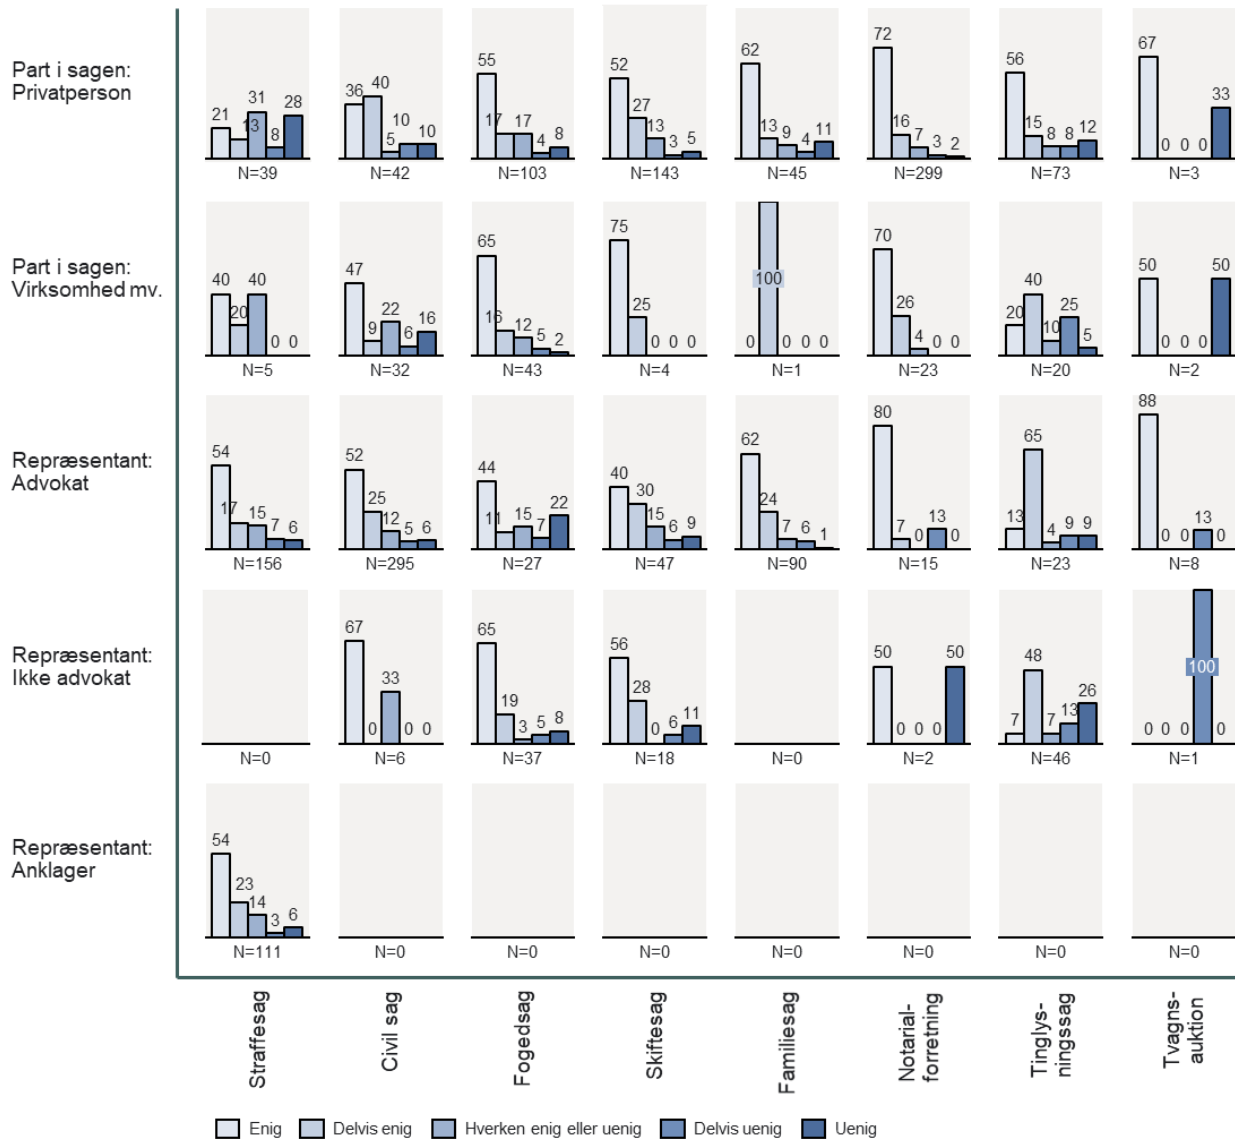 Part i sagen:
Privatperson
21 13 31 8 28
36 40 5 10 10
55 17 17 4 8
52 27 13 3 5
62 13 9 4 11
72 16 7 3 2
56 15 8 8 12
67 0 0 0 33
N=39 N=42 N=103 N=143 N=45 N=299 N=73 N=3
Part i sagen:
Virksomhed mv.
40 20 40 0 0
47 9 22 6 16
65 16 12 5 2
75 25 0 0 0
0 100 0 0 0
70 26 4 0 0
20 40 10 25 5
50 0 0 0 50
N=5 N=32 N=43 N=4 N=1 N=23 N=20 N=2
Repræsentant:
Advokat
54 17 15 7 6
52 25 12 5 6
44 11 15 7 22
40 30 15 6 9
62 24 7 6 1
80 7 0 13 0
13 65 4 9 9
88 0 0 13 0
N=156 N=295 N=27 N=47 N=90 N=15 N=23 N=8
Repræsentant:
Ikke advokat
67 0 33 0 0
65 19 3 5 8
56 28 0 6 11
50 0 0 0 50
7 48 7 13 26
0 0 0 100 0
N=0 N=6 N=37 N=18 N=0 N=2 N=46 N=1
Repræsentant:
Anklager
54 23 14 3 6
N=111 N=0 N=0 N=0 N=0 N=0 N=0 N=0
Straffesag
Civil sag
Fogedsag
Skiftesag
Familiesag
Notarial-
forretning
Tinglys-
ningssag
Tvagns-
auktion
Enig Delvis enig Hverken enig eller uenig Delvis uenig Uenig